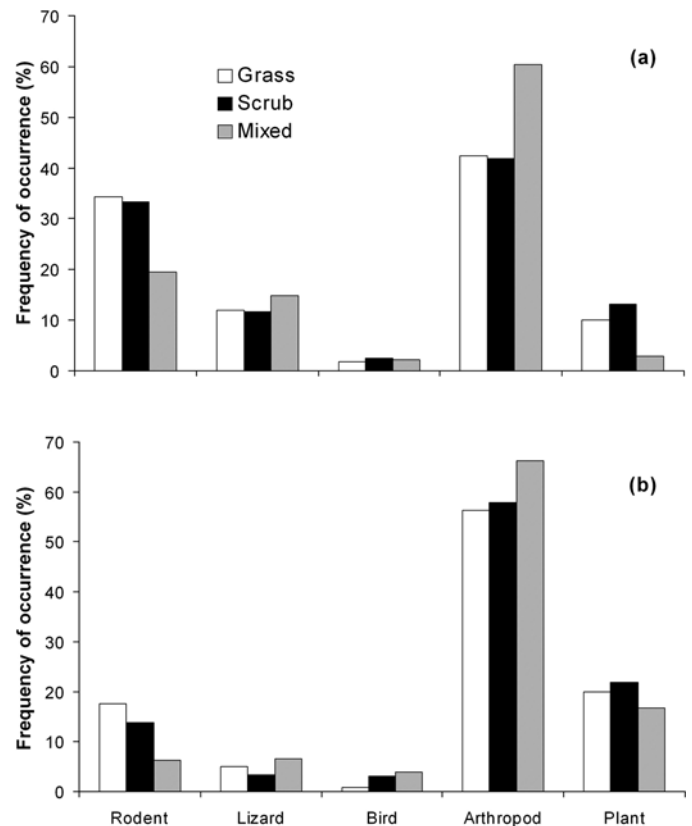 70
60
50
40
30
20
10
0
Frequency of occurrence (%)
(a)
Grass
Scrub
Mixed
70
60
50
40
30
20
10
0
Frequency of occurrence (%)
(b)
Rodent Lizard Bird Arthropod Plant